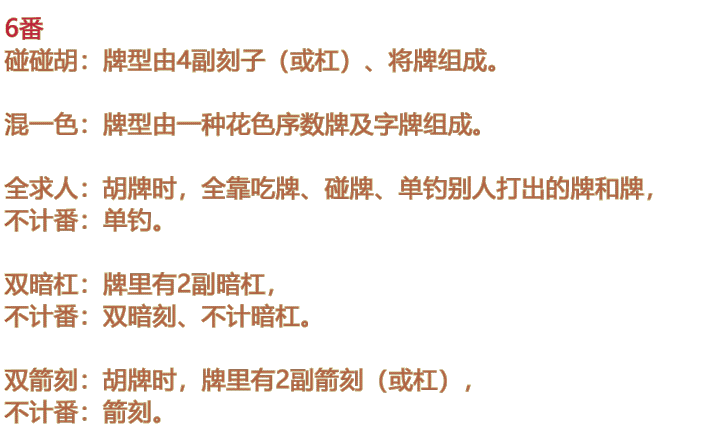 6番
碰碰胡：牌型由4副刻子（或杠）、将牌组成。
混一色：牌型由一种花色序数牌及字牌组成。
全求人：胡牌时，全靠吃牌、碰牌、单钓别人打出的牌和牌，
不计番：单钓。
双暗杠：牌里有2副暗杠，
不计番：双暗刻、不计暗杠。
双箭刻：胡牌时，牌里有2副箭刻（或杠），
不计番：箭刻。